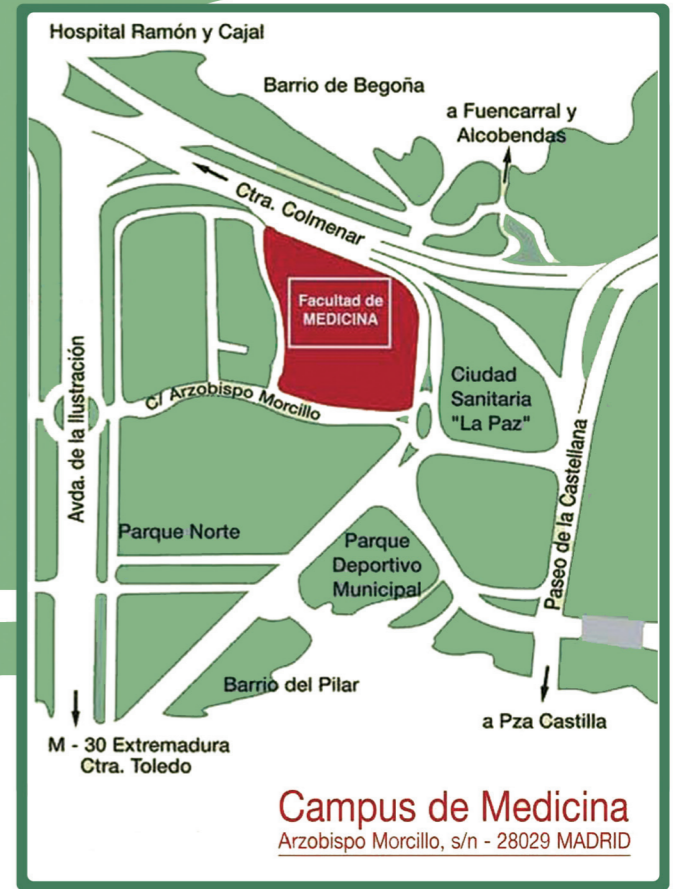 Hospital Ramón y Cajal
Barrio de Begoña
a Fuencarral y
Alcobendas
Ctra. Colmenar
Facultad de
MEDICINA
Avda. de la Ilustración
C/ Arzobispo Morcillo
Ciudad
Sanitaria
"La Paz"
Paseo de la Castellana
Parque Norte
Parque
Deportivo
Municipal
Barrio del Pilar
a Pza Castilla
M - 30 Extremadura
Ctra. Toledo
Campus de Medicina
Arzobispo Morcillo, s/n - 28029 MADRID